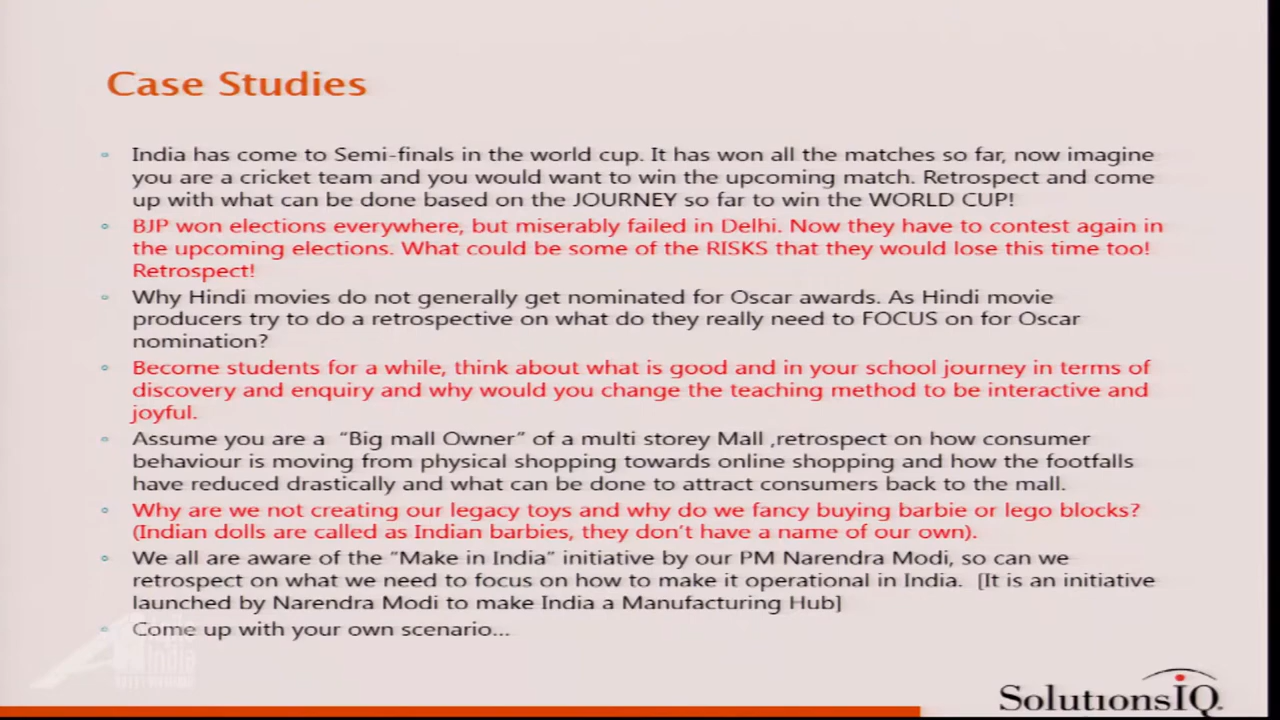 Case Studies
India has come to Semi-finals in the world cup. It has won all the matches so far, now imagine
you are a cricket team and you would want to win the upcoming match. Retrospect and come
up with what can be done based on the JOURNEY so far to win the WORLD CUP!
BJP won elections everywhere, but miserably failed in Delhi. Now they have to contest again in
the upcoming elections. What could be some of the RISKS that they would lose this time too!
Retrospect!
Why Hindi movies do not generally get nominated for Oscar awards. As Hindi movie
producers try to do a retrospective on what do they really need to FOCUS on for Oscar
nomination?
Become students for a while, think about what is good and in your school journey in terms of
discovery and enquiry and why would you change the teaching method to be interactive and
joyful.
Assume you are a “Big mall Owner” of a multi storey Mall ,retrospect on how consumer
behaviour is moving from physical shopping towards online shopping and how the footfalls
have reduced drastically and what can be done to attract consumers back to the mall.
Why are we not creating our legacy toys and why do we fancy buying barbie or lego blocks?
(Indian dolls are called as Indian barbies, they don’t have a name of our own).
We all are aware of the “Make in India” initiative by our PM Narendra Modi, so can we
retrospect on what we need to focus on how to make it operational in India. [It is an initiative
launched by Narendra Modi to make India a Manufacturing Hub]
Come up with your own scenario...
India
SolutionsIQ